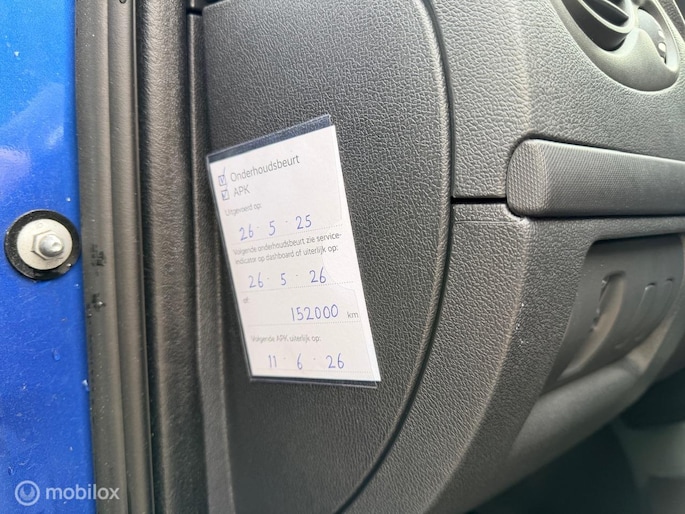 Onderhoudsbeurt
APK
Uitgevoerd op:
26 · 5 · 25
Volgende onderhoudsbeurt zie service-
indicator op dashboard of uiterlijk op:
26 · 5 · 26
of:
152000 km
Volgende APK uiterlijk op:
11 · 6 · 26
mobilox